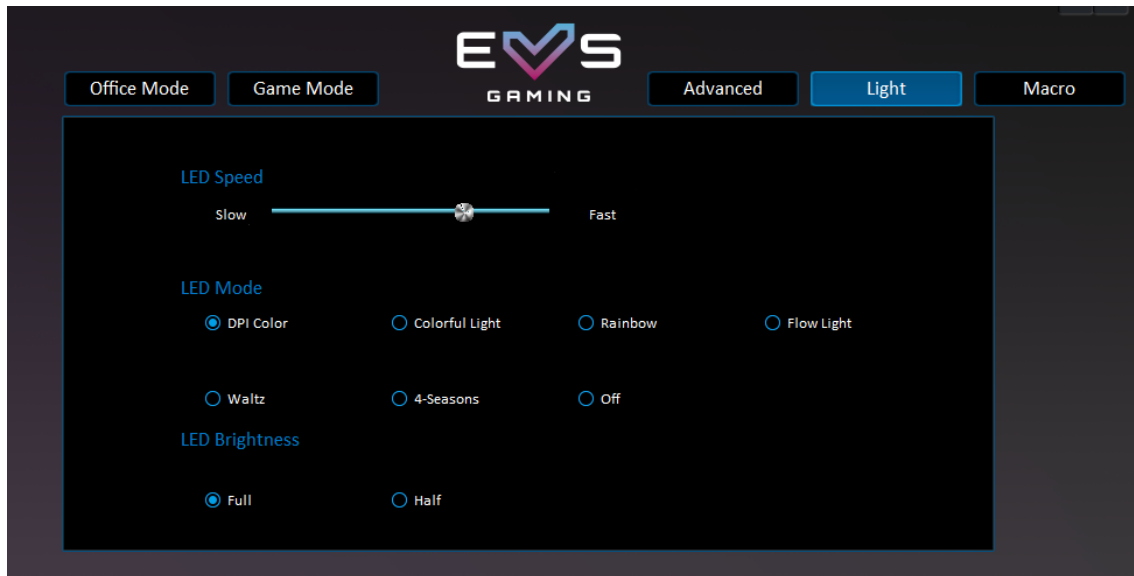 EVS
GAMING
Office Mode Game Mode Advanced Light Macro
LED Speed
Slow Fast
LED Mode
DPI Color Colorful Light Rainbow Flow Light
Waltz 4-Seasons Off
LED Brightness
Full Half